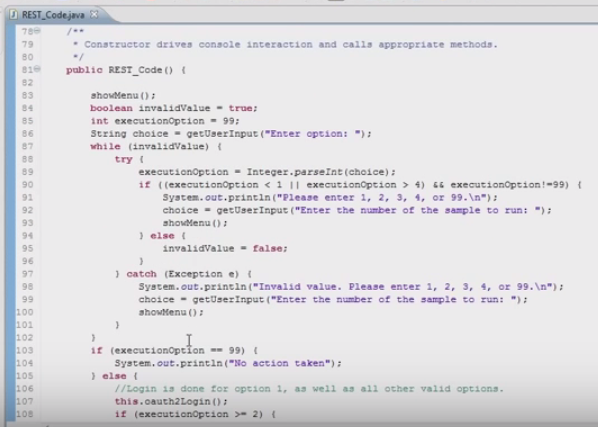 REST_Code.java
78 /**
79 * Constructor drives console interaction and calls appropriate methods.
80 */
81 public REST_Code() {
82
83 showMenu();
84 boolean invalidValue = true;
85 int executionOption = 99;
86 String choice = getUserInput("Enter option: ");
87 while (invalidValue) {
88 try {
89 executionOption = Integer.parseInt(choice);
90 if ((executionOption < 1 || executionOption > 4) && executionOption!=99) {
91 System.out.println("Please enter 1, 2, 3, 4, or 99.\n");
92 choice = getUserInput("Enter the number of the sample to run: ");
93 showMenu();
94 } else {
95 invalidValue = false;
96 }
97 } catch (Exception e) {
98 System.out.println("Invalid value. Please enter 1, 2, 3, 4, or 99.\n");
99 choice = getUserInput("Enter the number of the sample to run: ");
100 showMenu();
101 }
102 }
103 if (executionOption == 99) {
104 System.out.println("No action taken");
105 } else {
106 //Login is done for option 1, as well as all other valid options.
107 this.oauth2Login();
108 if (executionOption >= 2) {